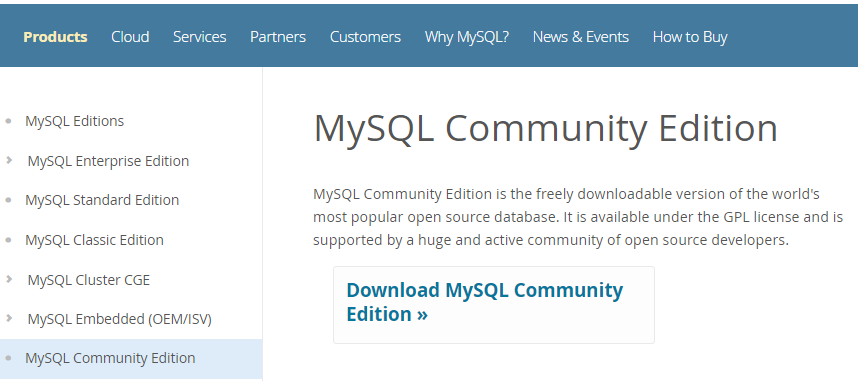 Products Cloud Services Partners Customers Why MySQL? News & Events How to Buy
MySQL Editions
MySQL Enterprise Edition
MySQL Standard Edition
MySQL Classic Edition
MySQL Cluster CGE
MySQL Embedded (OEM/ISV)
MySQL Community Edition
MySQL Community Edition
MySQL Community Edition is the freely downloadable version of the world's
most popular open source database. It is available under the GPL license and is
supported by a huge and active community of open source developers.
Download MySQL Community
Edition »